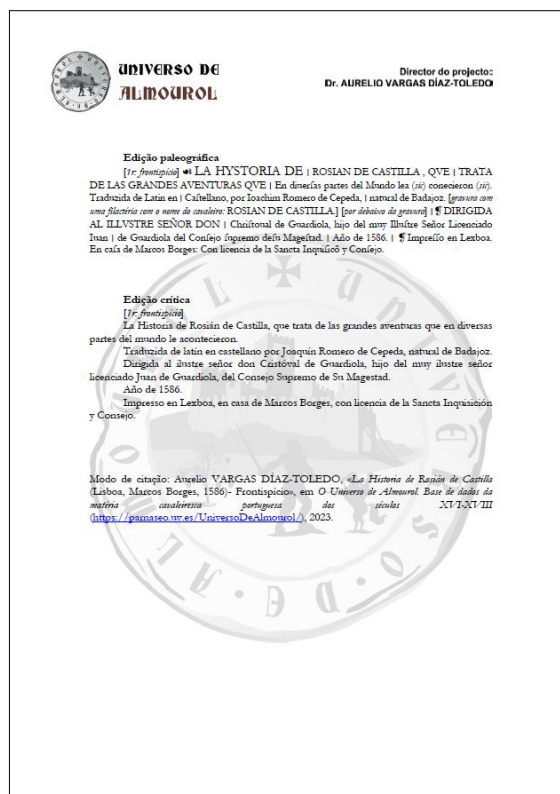 UNIVERSO DE
ALMOUROL
Director do projecto::
Dr. AURELIO VARGAS DÍAZ-TOLEDO
Edição paleográfica
[1r: frontispício] ☙ LA HYSTORIA DE | ROSIAN DE CASTILLA , QVE | TRATA
DE LAS GRANDES AVENTURAS QVE | En diuerſas partes del Mundo lea (sic) conecieron (sic).
Traduzida de Latin en | Caſtellano, por Ioachim Romero de Cepeda, | natural de Badajoz. [gravura com
uma filactéria com o nome do cavaleiro: ROSIAN DE CASTILLA.] [por debaixo da gravura] | ¶ DIRIGIDA
AL ILLVSTRE SEÑOR DON | Chriſtoual de Guardiola, hijo del muy Illuſtre Señor Licenciado
Iuan | de Guardiola del Conſejo ſupremo deſu Mageſtad. | Año de 1586. | ¶ Impreſſo en Lexboa.
En caſa de Marcos Borges: Con licencia de la Sancta Inquiſicõ y Conſejo.
Edição crítica
[1r: frontispício]
La Historia de Rosián de Castilla, que trata de las grandes aventuras que en diversas
partes del mundo le acontecieron.
Traduzida de latín en castellano por Joaquín Romero de Cepeda, natural de Badajoz.
Dirigida al ilustre señor don Cristóval de Guardiola, hijo del muy ilustre señor
licenciado Juan de Guardiola, del Consejo Supremo de Su Magestad.
Año de 1586.
Impresso en Lexboa, en casa de Marcos Borges, con licencia de la Sancta Inquisición
y Consejo.
Modo de citação: Aurelio VARGAS DÍAZ-TOLEDO, «La Historia de Rosián de Castilla
(Lisboa, Marcos Borges, 1586)- Frontispício», em O Universo de Almourol. Base de dados da
matéria cavaleiresca portuguesa dos séculos XVI-XVIII
(https://parnaseo.uv.es/UniversoDeAlmourol/), 2023.